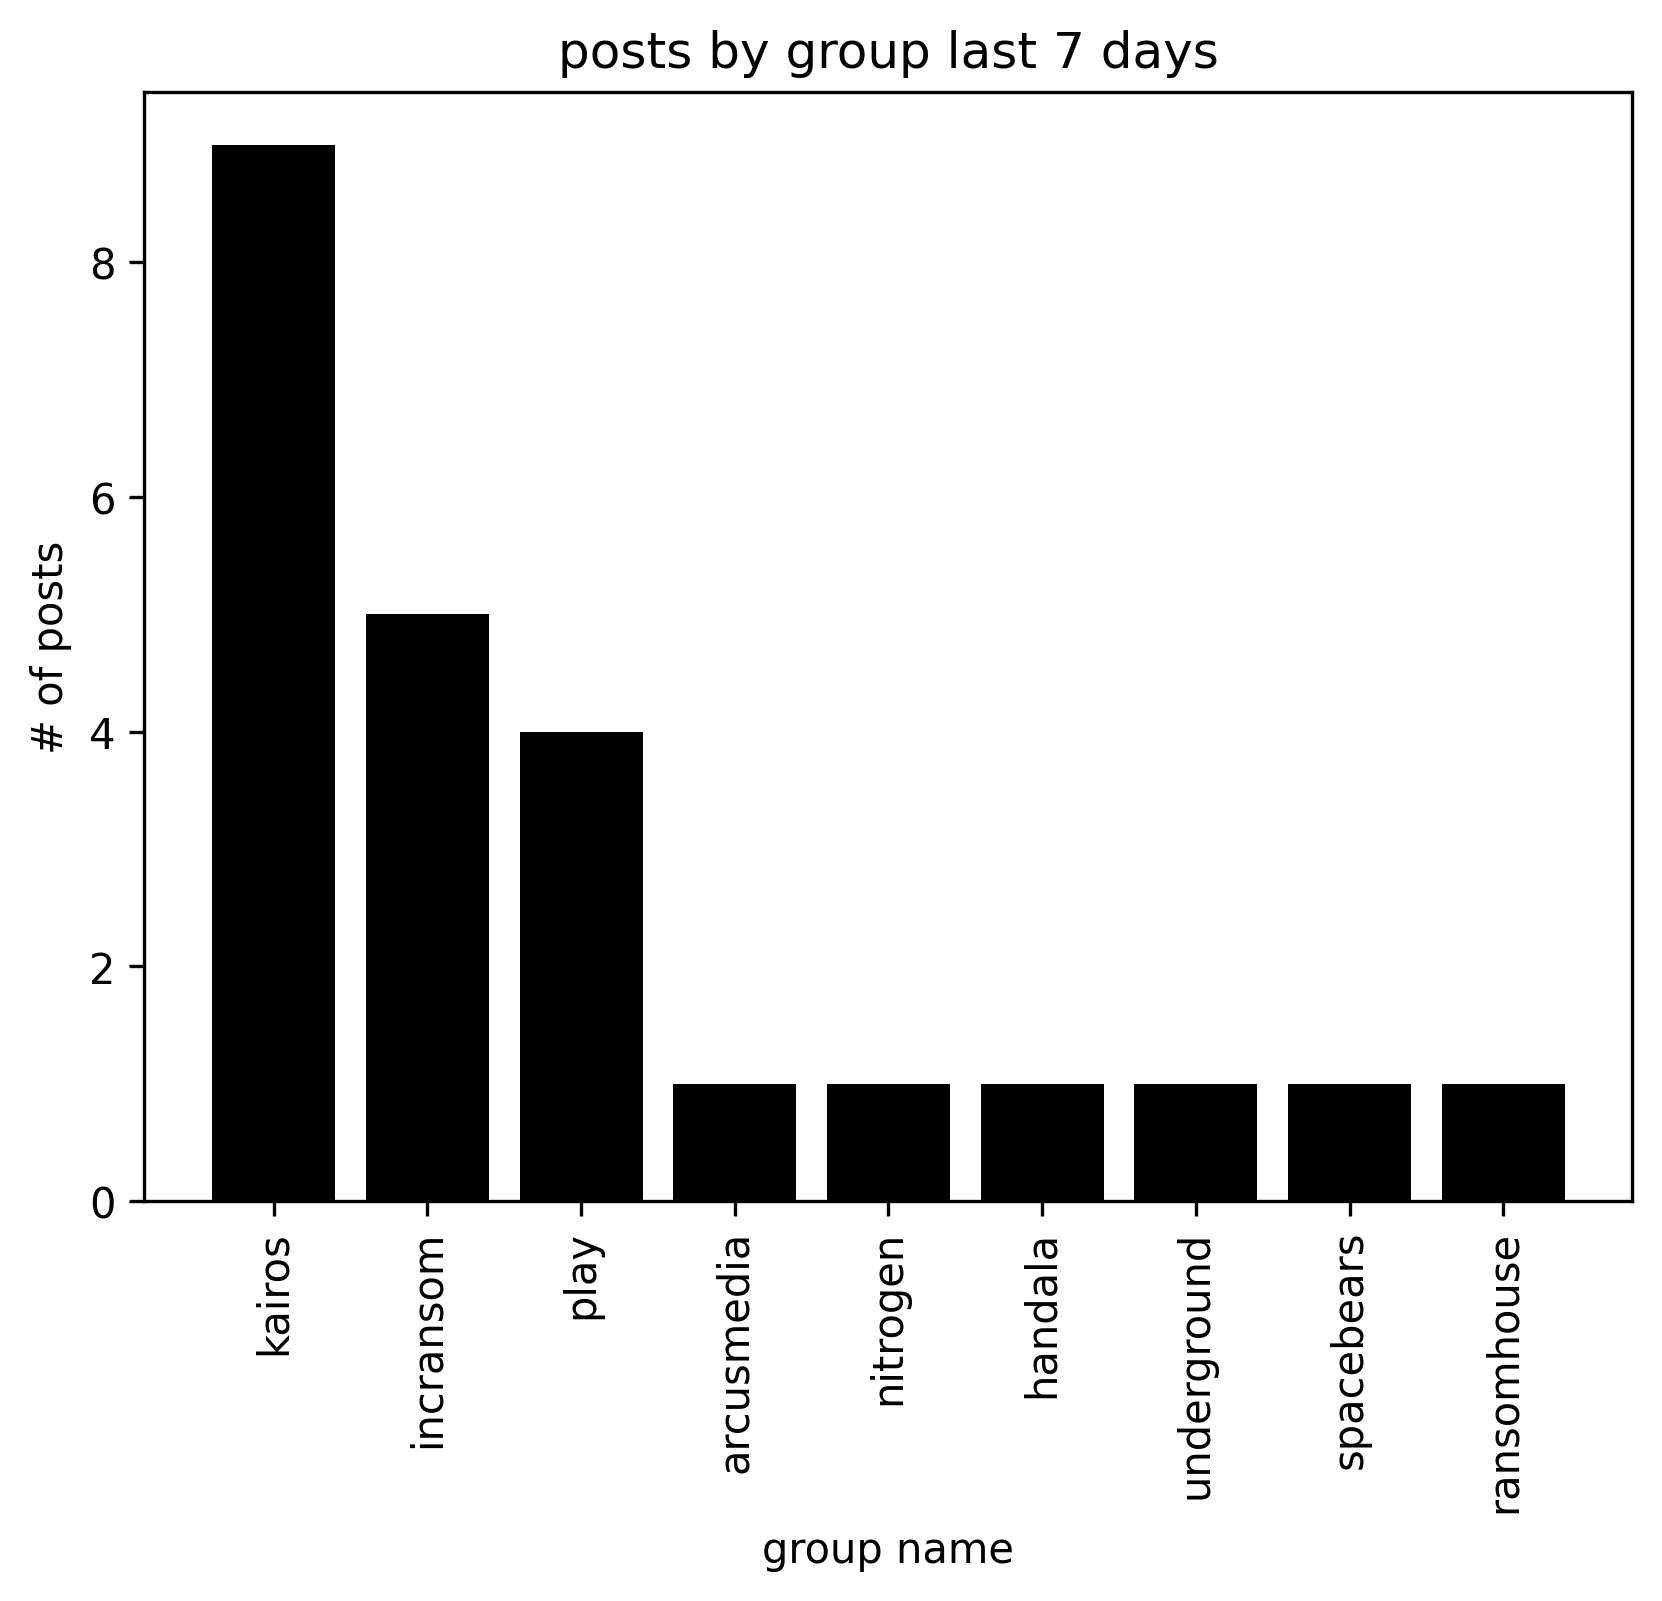 posts by group last 7 days
# of posts
8
6
4
2
0
kairos
incransom
play
arcusmedia
nitrogen
handala
underground
spacebears
ransomhouse
group name